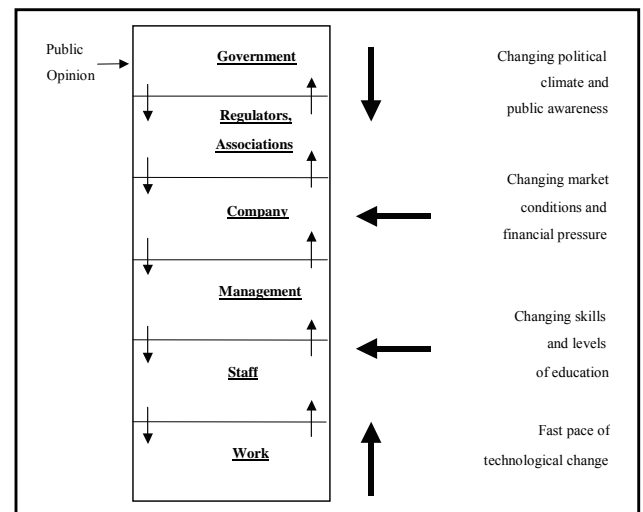 Public
Opinion
Government
Regulators,
Associations
Company
Management
Staff
Work
Changing political
climate and
public awareness
Changing market
conditions and
financial pressure
Changing skills
and levels
of education
Fast pace of
technological change